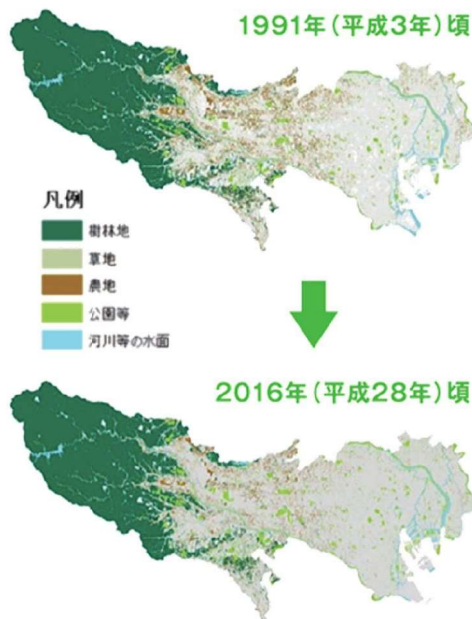 1991年(平成3年)頃
凡例
樹林地
草地
農地
公園等
河川等の水面
2016年(平成28年)頃